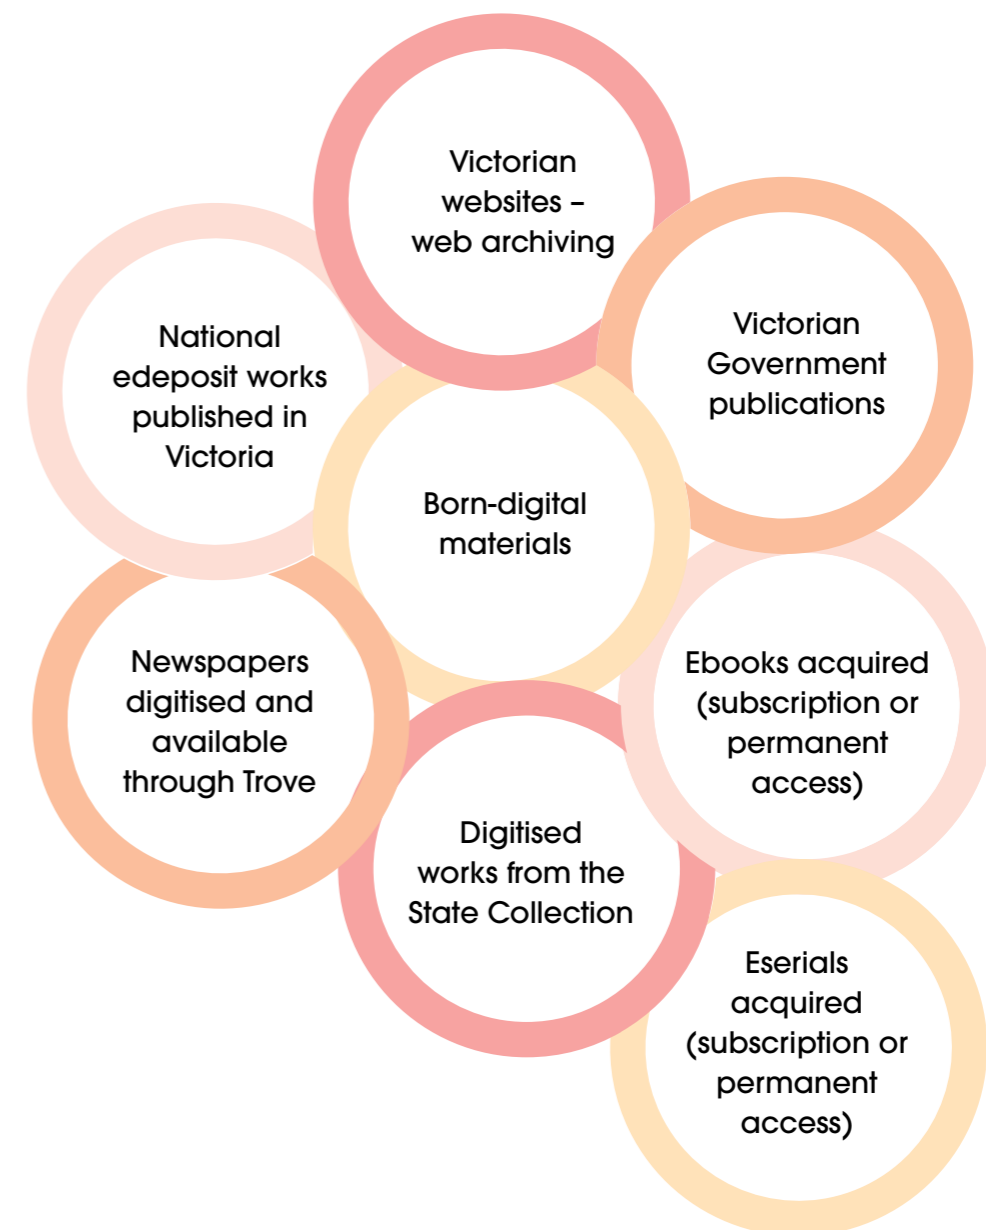 Victorian
websites –
web archiving
National
edeposit works
published in
Victoria
Victorian
Government
publications
Born-digital
materials
Newspapers
digitised and
available
through Trove
Ebooks acquired
(subscription or
permanent
access)
Digitised
works from the
State Collection
Eserials
acquired
(subscription or
permanent
access)